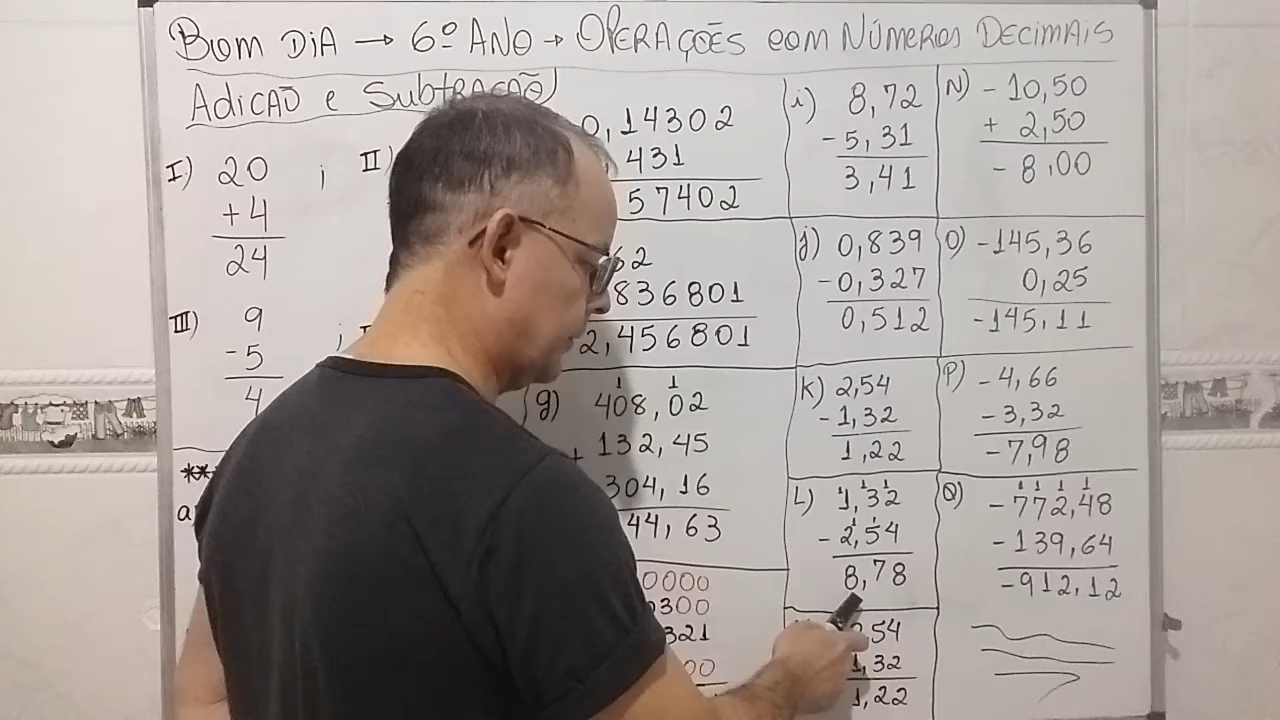 BOM DIA → 6º ANO → OPERAÇÕES COM NÚMEROS DECIMAIS
Adicão e Subtração
I) 20
+ 4
24
;
II)
III) 9
- 5
4
;
**
a
0,14302
431
57402
62
836801
2,456801
g) 408,02
+ 132,45
304,16
44,63
0000
300
321
00
i) 8,72
- 5,31
3,41
j) 0,839
- 0,327
0,512
K) 2,54
- 1,32
1,22
L) 1,32
- 2,54
8,78
2,54
1,32
1,22
N) - 10,50
+ 2,50
- 8,00
O) - 145,36
0,25
- 145,11
P) - 4,66
- 3,32
- 7,98
Q) - 772,48
- 139,64
- 912,12